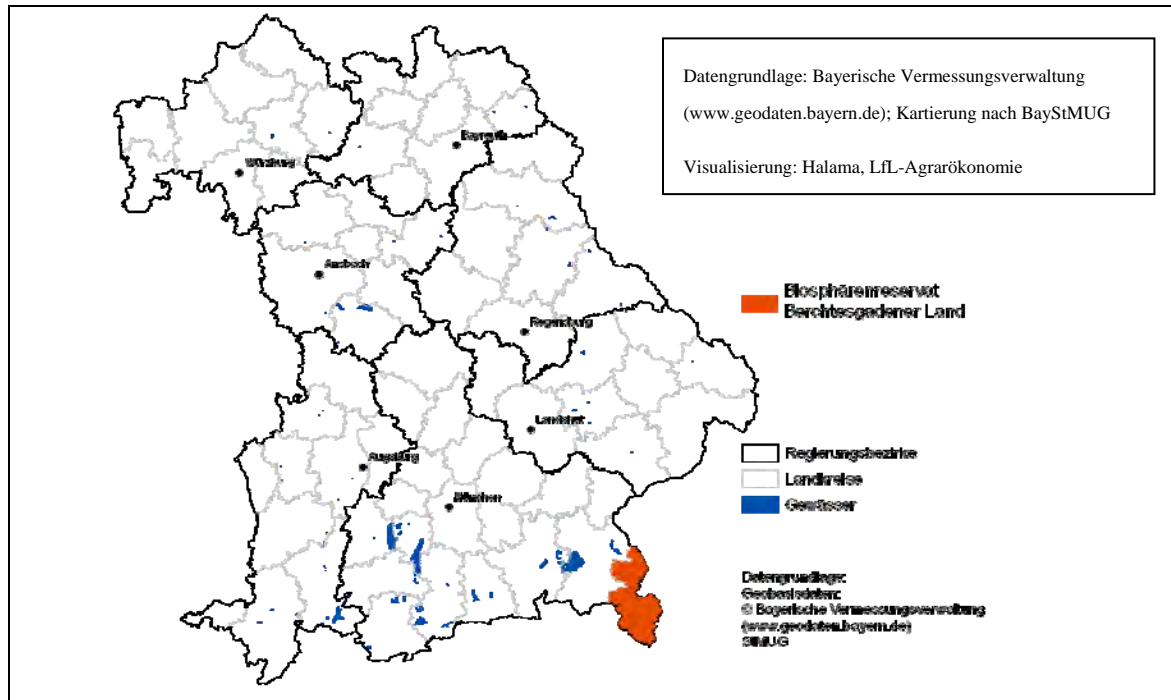 Datengrundlage: Bayerische Vermessungsverwaltung
(www.geodaten.bayern.de); Kartierung nach BayStMUG
Visualisierung: Halama, LfL-Agrarökonomie
Bayreuth
Würzburg
Ansbach
Biosphärenreservat
Berchtesgadener Land
Regensburg
Landshut
Augsburg
Regierungsbezirke
Landkreise
München
Gewässer
Datengrundlage:
Geobasisdaten:
© Bayerische Vermessungsverwaltung
(www.geodaten.bayern.de)
StMUG